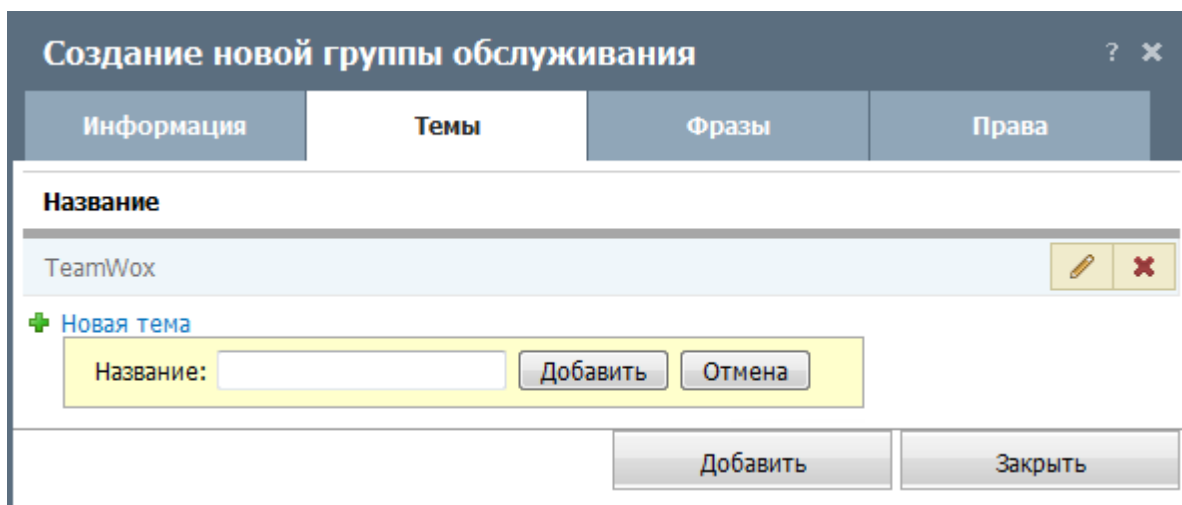 Создание новой группы обслуживания ?
Информация Темы Фразы Права
Название
TeamWox
Новая тема
Название: Добавить Отмена
Добавить Закрыть